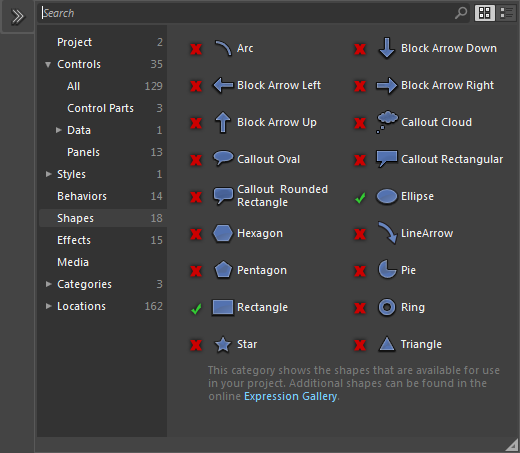 Search
Project 2
Controls 35
All 129
Control Parts 3
Data 1
Panels 13
Styles 1
Behaviors 14
Shapes 18
Effects 15
Media
Categories 3
Locations 162
Arc
Block Arrow Down
Block Arrow Left
Block Arrow Right
Block Arrow Up
Callout Cloud
Callout Oval
Callout Rectangular
Callout Rounded
Rectangle
Ellipse
Hexagon
LineArrow
Pentagon
Pie
Rectangle
Ring
Star
Triangle
This category shows the shapes that are available for use
in your project. Additional shapes can be found in the
online Expression Gallery.